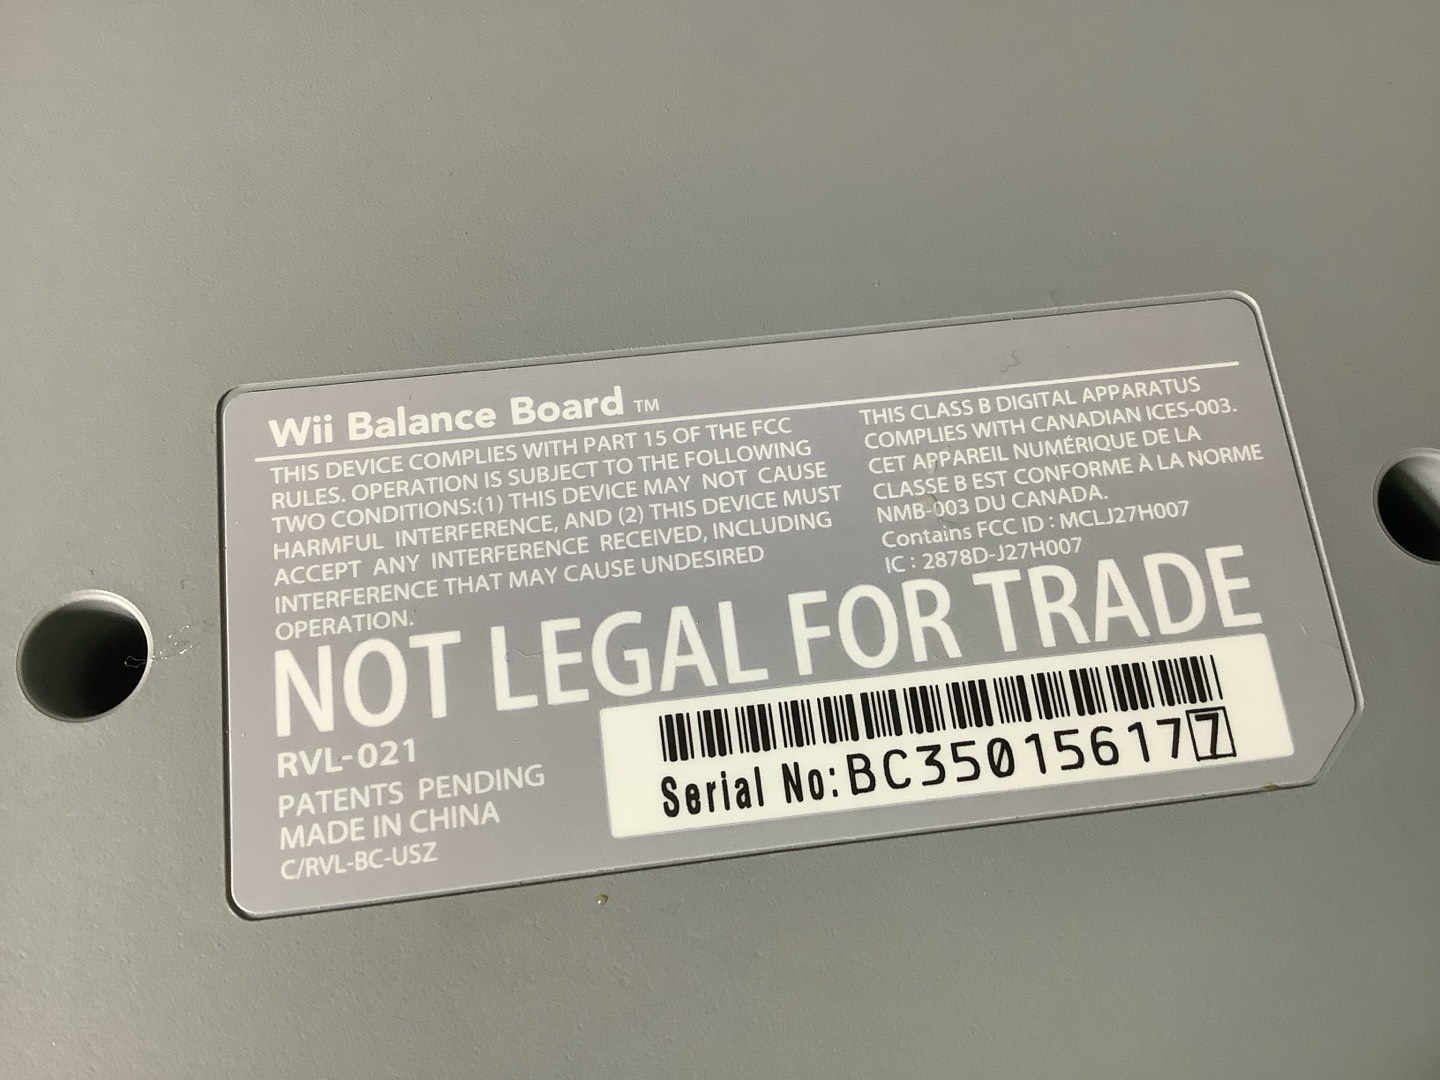 Wii Balance Board ™
THIS DEVICE COMPLIES WITH PART 15 OF THE FCC
RULES. OPERATION IS SUBJECT TO THE FOLLOWING
TWO CONDITIONS:(1) THIS DEVICE MAY NOT CAUSE
HARMFUL INTERFERENCE, AND (2) THIS DEVICE MUST
ACCEPT ANY INTERFERENCE RECEIVED, INCLUDING
INTERFERENCE THAT MAY CAUSE UNDESIRED
OPERATION.
THIS CLASS B DIGITAL APPARATUS
COMPLIES WITH CANADIAN ICES-003.
CET APPAREIL NUMÉRIQUE DE LA
CLASSE B EST CONFORME À LA NORME
NMB-003 DU CANADA.
Contains FCC ID : MCLJ27H007
IC : 2878D-J27H007
NOT LEGAL FOR TRADE
RVL-021
PATENTS PENDING
MADE IN CHINA
C/RVL-BC-USZ
Serial No:BC350156177